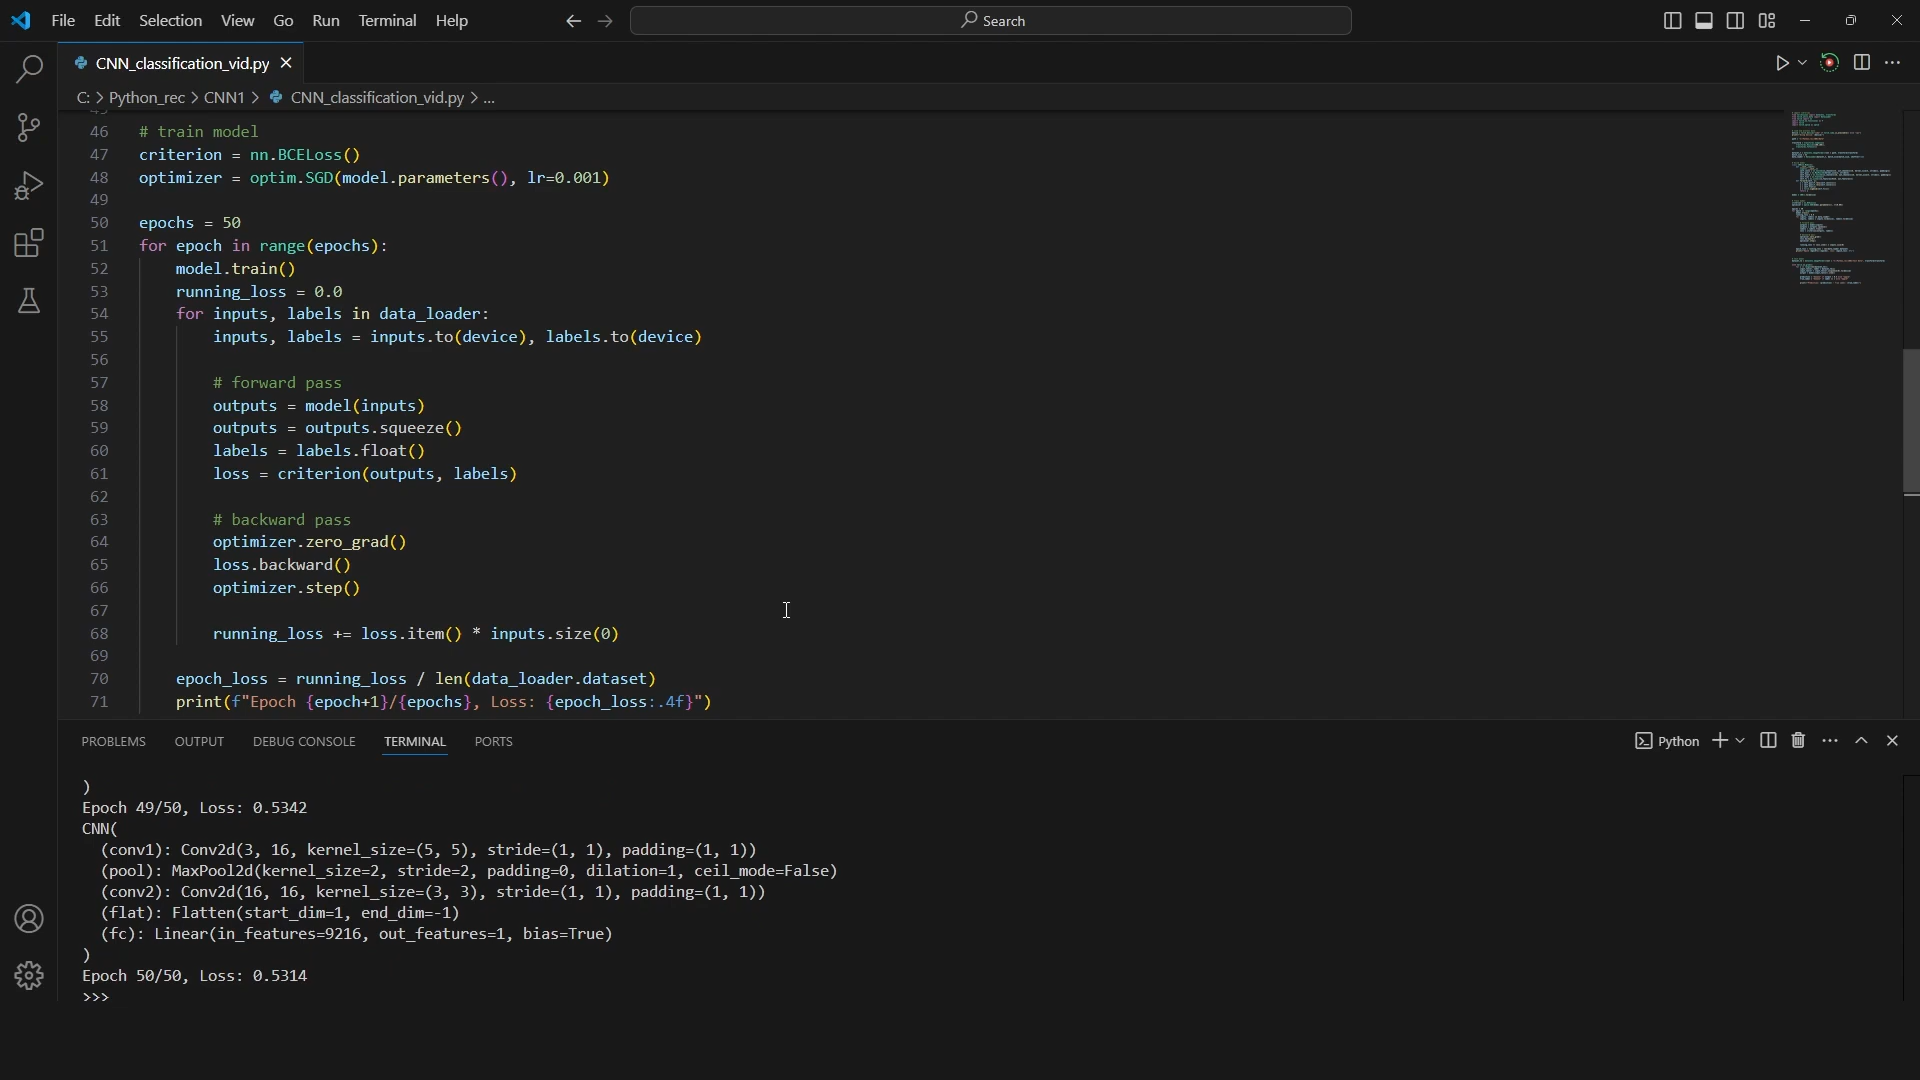 File Edit Selection View Go Run Terminal Help
Search
CNN_classification_vid.py
C: > Python_rec > CNN1 > CNN_classification_vid.py > ...
46 # train model
47 criterion = nn.BCELoss()
48 optimizer = optim.SGD(model.parameters(), lr=0.001)
49
50 epochs = 50
51 for epoch in range(epochs):
52 model.train()
53 running_loss = 0.0
54 for inputs, labels in data_loader:
55 inputs, labels = inputs.to(device), labels.to(device)
56
57 # forward pass
58 outputs = model(inputs)
59 outputs = outputs.squeeze()
60 labels = labels.float()
61 loss = criterion(outputs, labels)
62
63 # backward pass
64 optimizer.zero_grad()
65 loss.backward()
66 optimizer.step()
67
68 running_loss += loss.item() * inputs.size(0)
69
70 epoch_loss = running_loss / len(data_loader.dataset)
71 print(f"Epoch {epoch+1}/{epochs}, Loss: {epoch_loss:.4f}")
PROBLEMS OUTPUT DEBUG CONSOLE TERMINAL PORTS
Python
)
Epoch 49/50, Loss: 0.5342
CNN(
(conv1): Conv2d(3, 16, kernel_size=(5, 5), stride=(1, 1), padding=(1, 1))
(pool): MaxPool2d(kernel_size=2, stride=2, padding=0, dilation=1, ceil_mode=False)
(conv2): Conv2d(16, 16, kernel_size=(3, 3), stride=(1, 1), padding=(1, 1))
(flat): Flatten(start_dim=1, end_dim=-1)
(fc): Linear(in_features=9216, out_features=1, bias=True)
)
Epoch 50/50, Loss: 0.5314
>>>